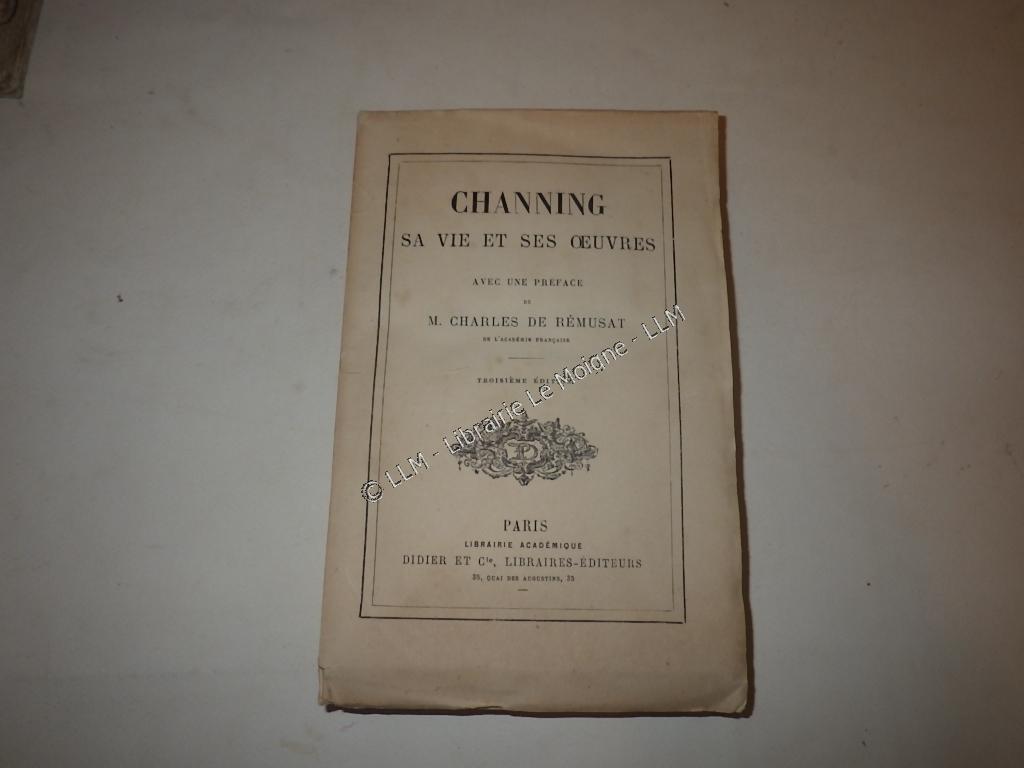 CHANNING
SA VIE ET SES ŒUVRES
AVEC UNE PRÉFACE
DE
M. CHARLES DE RÉMUSAT
DE L'ACADÉMIE FRANÇAISE
TROISIÈME
© LLM - Librairie Le Moigne - LLM
PARIS
LIBRAIRIE ACADÉMIQUE
DIDIER ET Cie, LIBRAIRES-ÉDITEURS
35, QUAI DES AUGUSTINS, 35